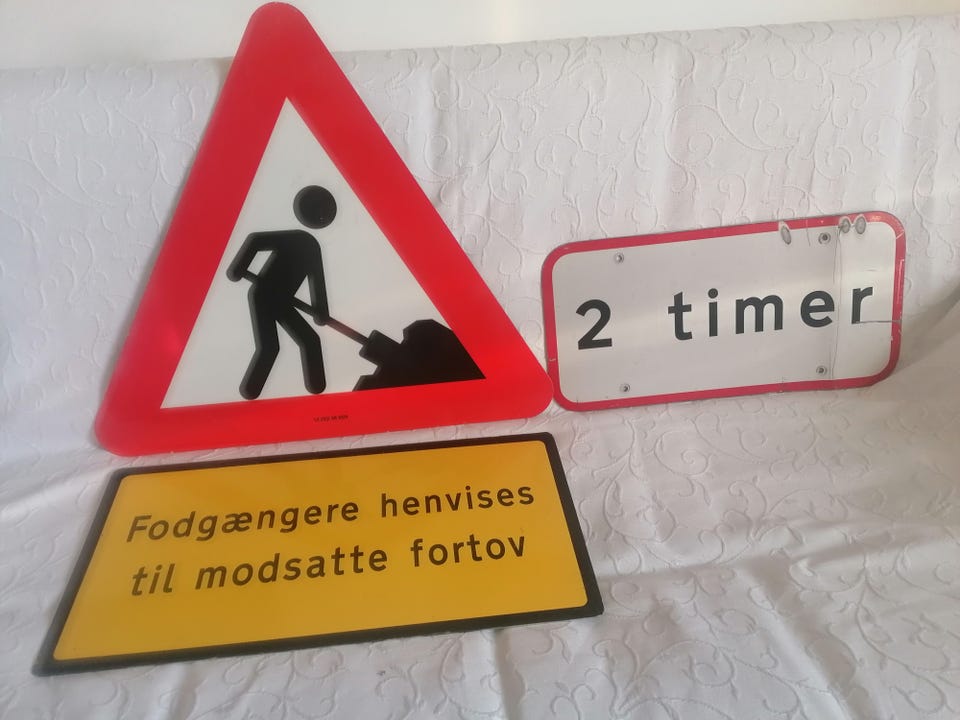 2 timer
Fodgængere henvises
til modsatte fortov